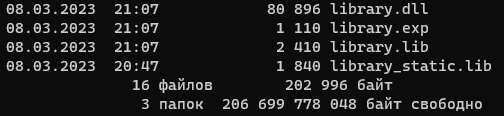 08.03.2023  21:07            80 896 library.dll
08.03.2023  21:07             1 110 library.exp
08.03.2023  21:07             2 410 library.lib
08.03.2023  20:47             1 840 library_static.lib
16 файлов        202 996 байт
3 папок  206 699 778 048 байт свободно